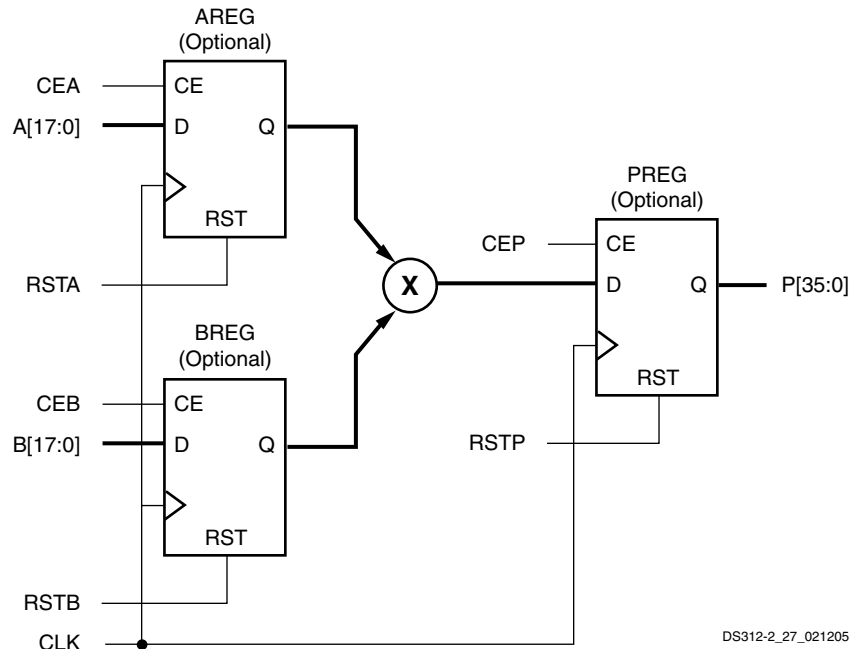 AREG
(Optional)
CEA
CE
A[17:0]
D
Q
RST
RSTA
BREG
(Optional)
CEB
CE
B[17:0]
D
Q
RST
RSTB
CLK
X
PREG
(Optional)
CEP
CE
D
Q
P[35:0]
RST
RSTP
DS312-2_27_021205